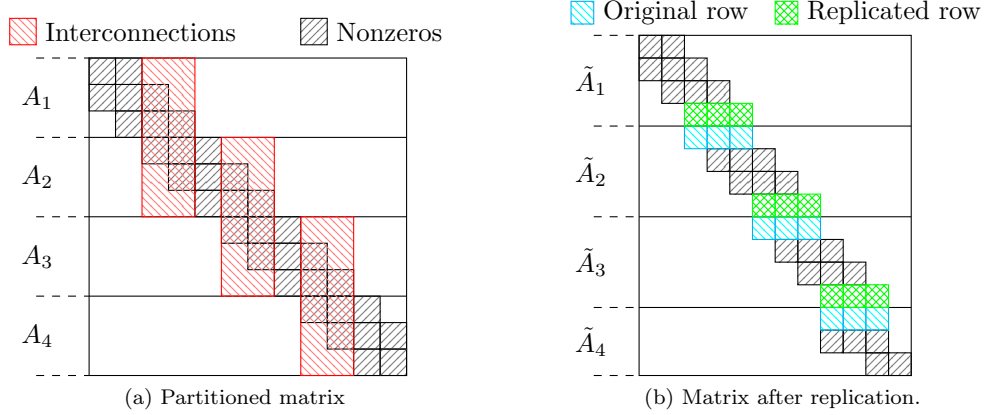 Interconnections Nonzeros
A₁
A₂
A₃
A₄
(a) Partitioned matrix
Original row Replicated row
Ã₁
Ã₂
Ã₃
Ã₄
(b) Matrix after replication.